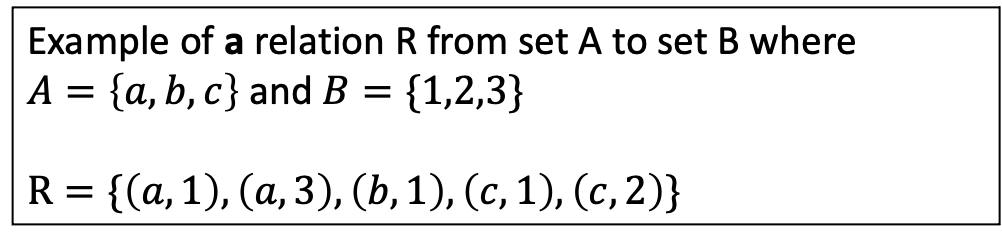 Example of a relation R from set A to set B where
A = {a, b, c} and B = {1,2,3}
R = {(a, 1), (a, 3), (b, 1), (c, 1), (c, 2)}